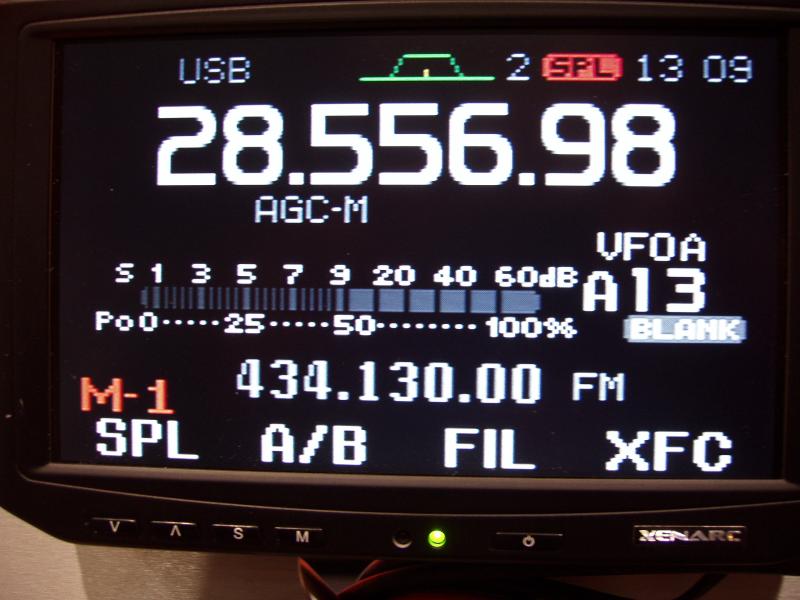 USB 2 SPL 13 09
28.556.98
AGC-M
VFOA
S 1 3 5 7 9 20 40 60dB
A13
Po0·····25·····50········100%
BLANK
434.130.00 FM
M-1
SPL A/B FIL XFC
V Λ S M XENARC